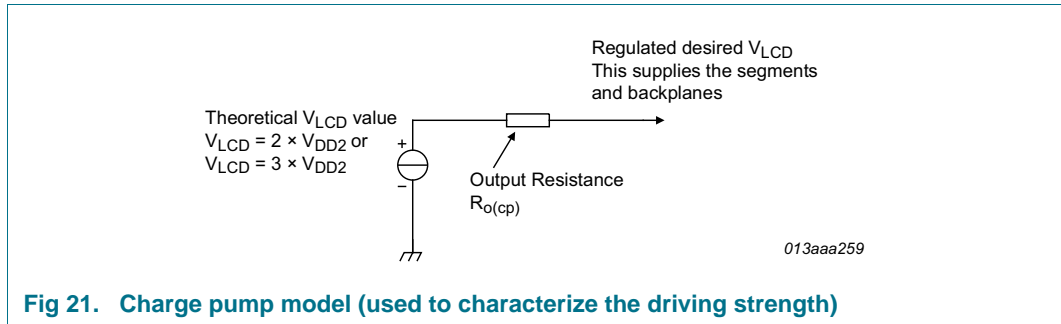 Regulated desired VLCD
This supplies the segments
and backplanes
Theoretical VLCD value
VLCD = 2 × VDD2 or
VLCD = 3 × VDD2
+
−
Output Resistance
Ro(cp)
013aaa259
Fig 21. Charge pump model (used to characterize the driving strength)